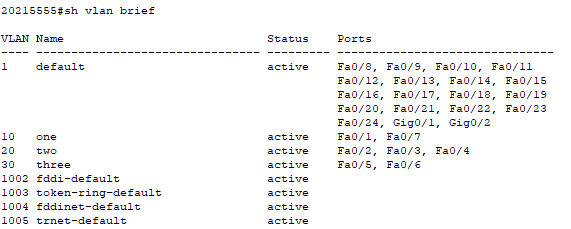 20215555#sh vlan brief
VLAN Name                             Status    Ports
---- -------------------------------- --------- -------------------------------
1    default                          active    Fa0/8, Fa0/9, Fa0/10, Fa0/11
                                                Fa0/12, Fa0/13, Fa0/14, Fa0/15
                                                Fa0/16, Fa0/17, Fa0/18, Fa0/19
                                                Fa0/20, Fa0/21, Fa0/22, Fa0/23
                                                Fa0/24, Gig0/1, Gig0/2
10   one                              active    Fa0/1, Fa0/7
20   two                              active    Fa0/2, Fa0/3, Fa0/4
30   three                            active    Fa0/5, Fa0/6
1002 fddi-default                     active
1003 token-ring-default               active
1004 fddinet-default                  active
1005 trnet-default                    active